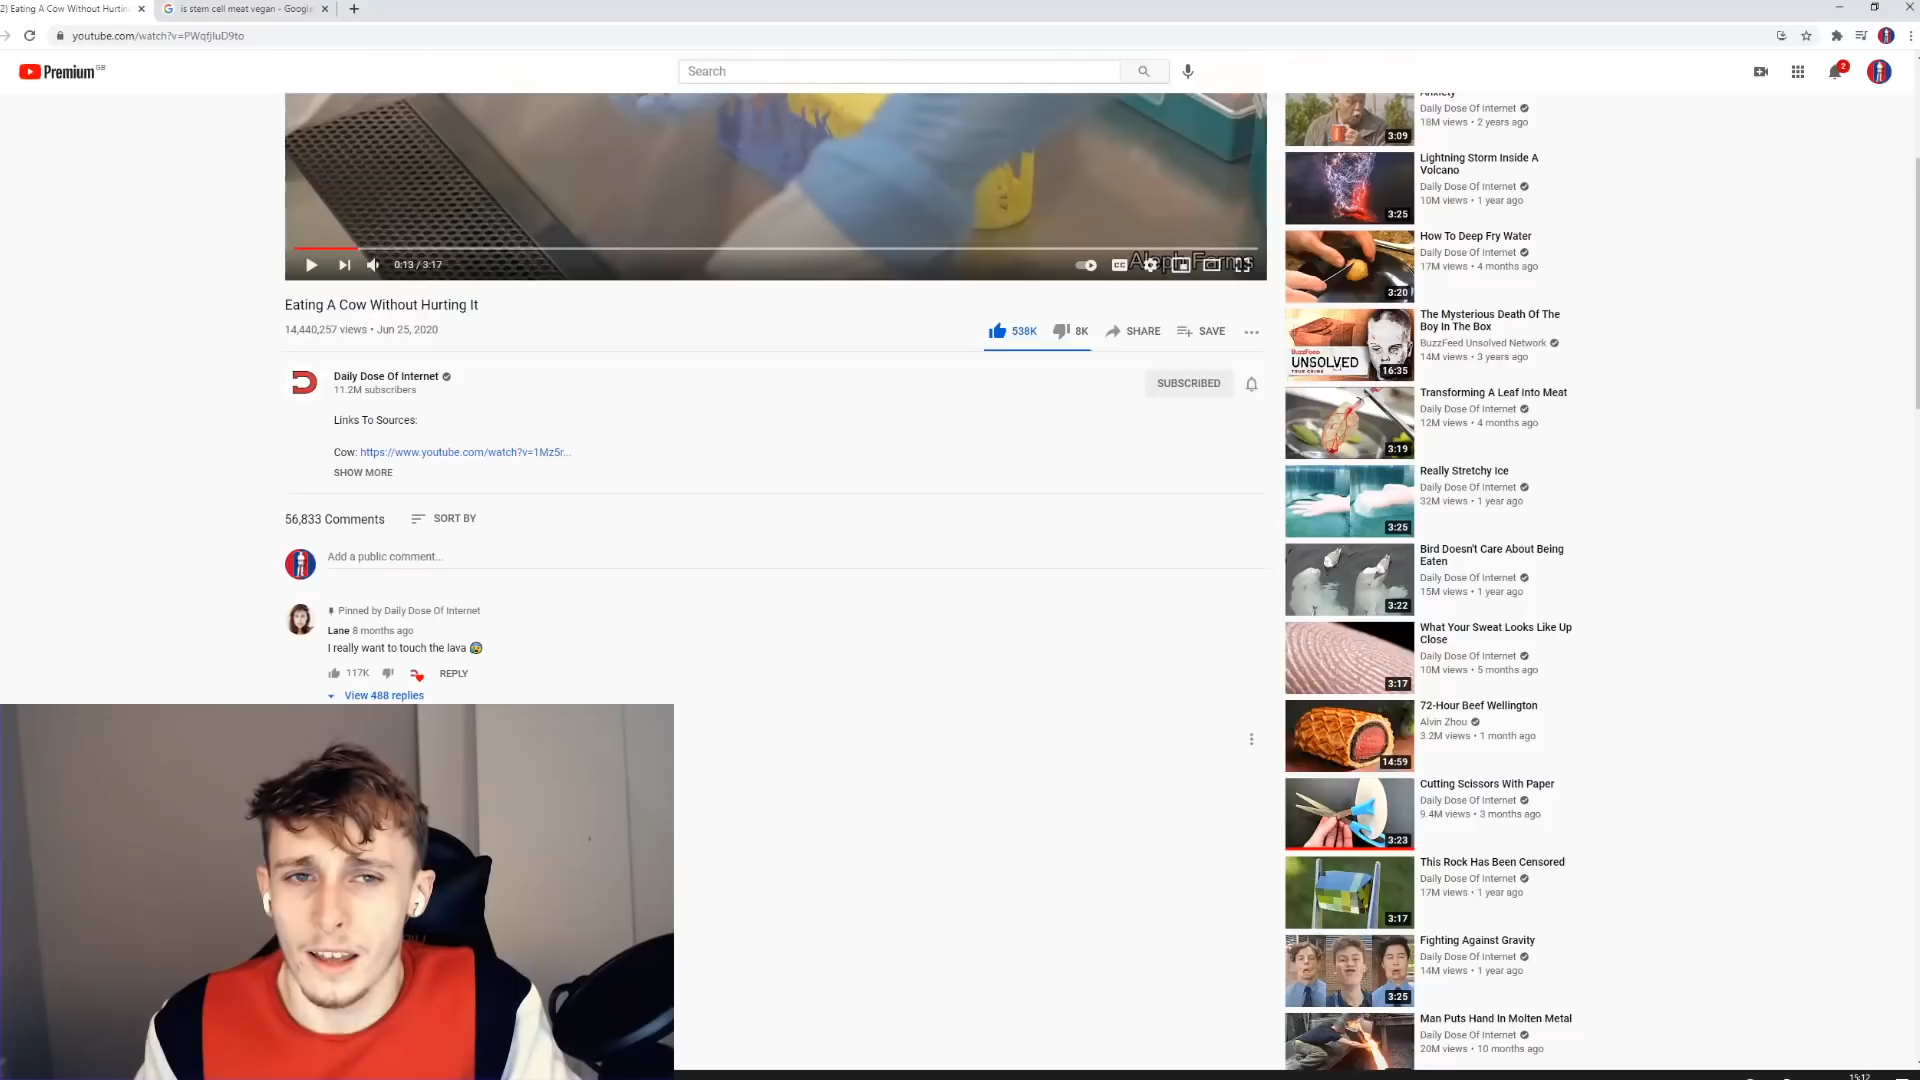 2) Eating A Cow Without Hurtin
is stem cell meat vegan - Google
youtube.com/watch?v=PWqfjIuD9to
Premium GB
Search
2
0:13 / 3:17
CC
Aleph Farms
Eating A Cow Without Hurting It
14,440,257 views • Jun 25, 2020
538K
8K
SHARE
SAVE
Daily Dose Of Internet
11.2M subscribers
SUBSCRIBED
Links To Sources:
Cow: https://www.youtube.com/watch?v=1Mz5r...
SHOW MORE
56,833 Comments
SORT BY
Add a public comment...
Pinned by Daily Dose Of Internet
Lane 8 months ago
I really want to touch the lava 😰
117K
REPLY
View 488 replies
Anxiety
Daily Dose Of Internet
18M views • 2 years ago
3:09
Lightning Storm Inside A
Volcano
Daily Dose Of Internet
10M views • 1 year ago
3:25
How To Deep Fry Water
Daily Dose Of Internet
17M views • 4 months ago
3:20
The Mysterious Death Of The
Boy In The Box
BuzzFeed Unsolved Network
14M views • 3 years ago
BuzzFeed
UNSOLVED
TRUE CRIME
16:35
Transforming A Leaf Into Meat
Daily Dose Of Internet
12M views • 4 months ago
3:19
Really Stretchy Ice
Daily Dose Of Internet
32M views • 1 year ago
3:25
Bird Doesn't Care About Being
Eaten
Daily Dose Of Internet
15M views • 1 year ago
3:22
What Your Sweat Looks Like Up
Close
Daily Dose Of Internet
10M views • 5 months ago
3:17
72-Hour Beef Wellington
Alvin Zhou
3.2M views • 1 month ago
14:59
Cutting Scissors With Paper
Daily Dose Of Internet
9.4M views • 3 months ago
3:23
This Rock Has Been Censored
Daily Dose Of Internet
17M views • 1 year ago
3:17
Fighting Against Gravity
Daily Dose Of Internet
14M views • 1 year ago
3:25
Man Puts Hand In Molten Metal
Daily Dose Of Internet
20M views • 10 months ago
15:12